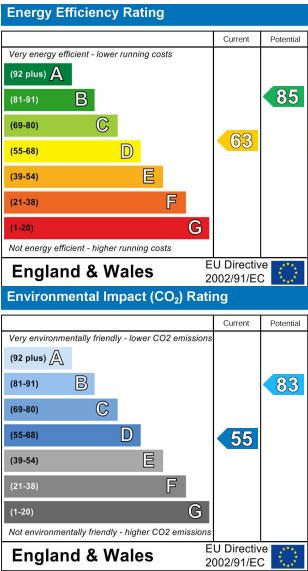 Energy Efficiency Rating
Current Potential
Very energy efficient - lower running costs
(92 plus) A
(81-91) B
(69-80) C
(55-68) D
(39-54) E
(21-38) F
(1-20) G
63
85
Not energy efficient - higher running costs
England & Wales
EU Directive
2002/91/EC
Environmental Impact (CO₂) Rating
Current Potential
Very environmentally friendly - lower CO2 emissions
(92 plus) A
(81-91) B
(69-80) C
(55-68) D
(39-54) E
(21-38) F
(1-20) G
55
83
Not environmentally friendly - higher CO2 emissions
England & Wales
EU Directive
2002/91/EC